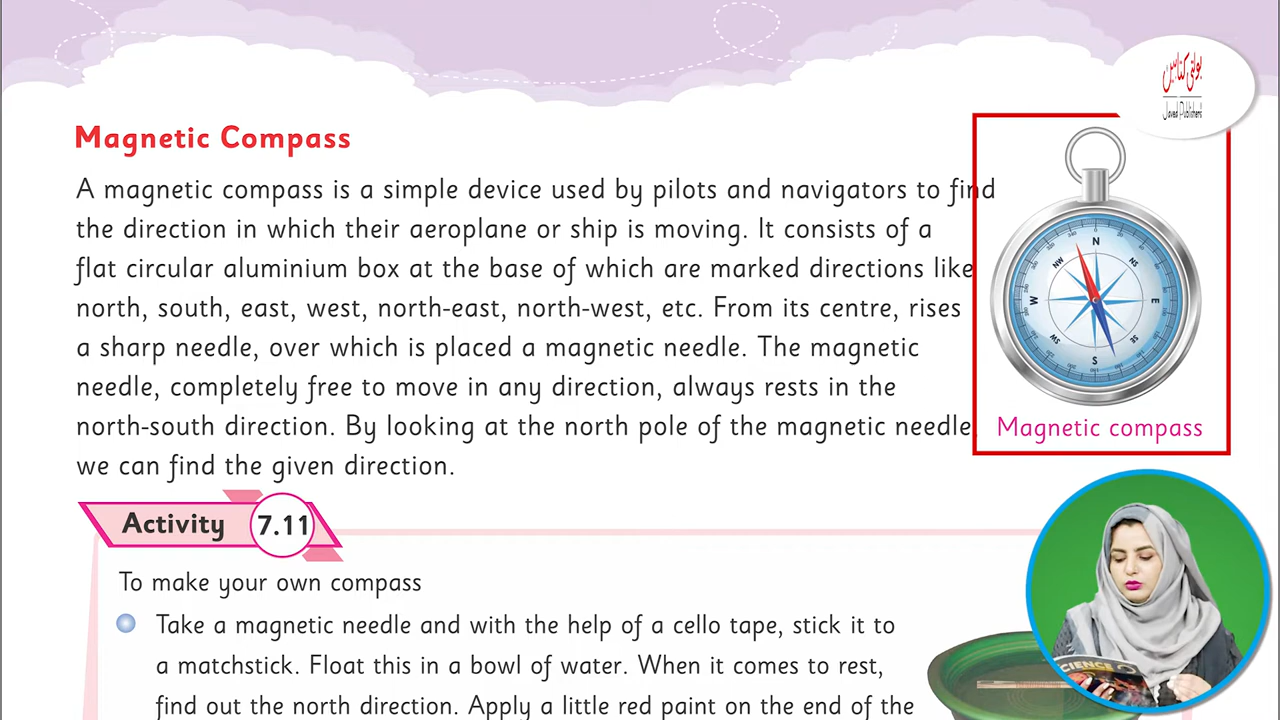 بولتی کتابیں
Javed Publishers
Magnetic Compass
A magnetic compass is a simple device used by pilots and navigators to find
the direction in which their aeroplane or ship is moving. It consists of a
flat circular aluminium box at the base of which are marked directions like
north, south, east, west, north-east, north-west, etc. From its centre, rises
a sharp needle, over which is placed a magnetic needle. The magnetic
needle, completely free to move in any direction, always rests in the
north-south direction. By looking at the north pole of the magnetic needle,
we can find the given direction.
N
NW
NS
W
E
SW
SE
S
Magnetic compass
Activity 7.11
To make your own compass
Take a magnetic needle and with the help of a cello tape, stick it to
a matchstick. Float this in a bowl of water. When it comes to rest,
find out the north direction. Apply a little red paint on the end of the
CIENCE